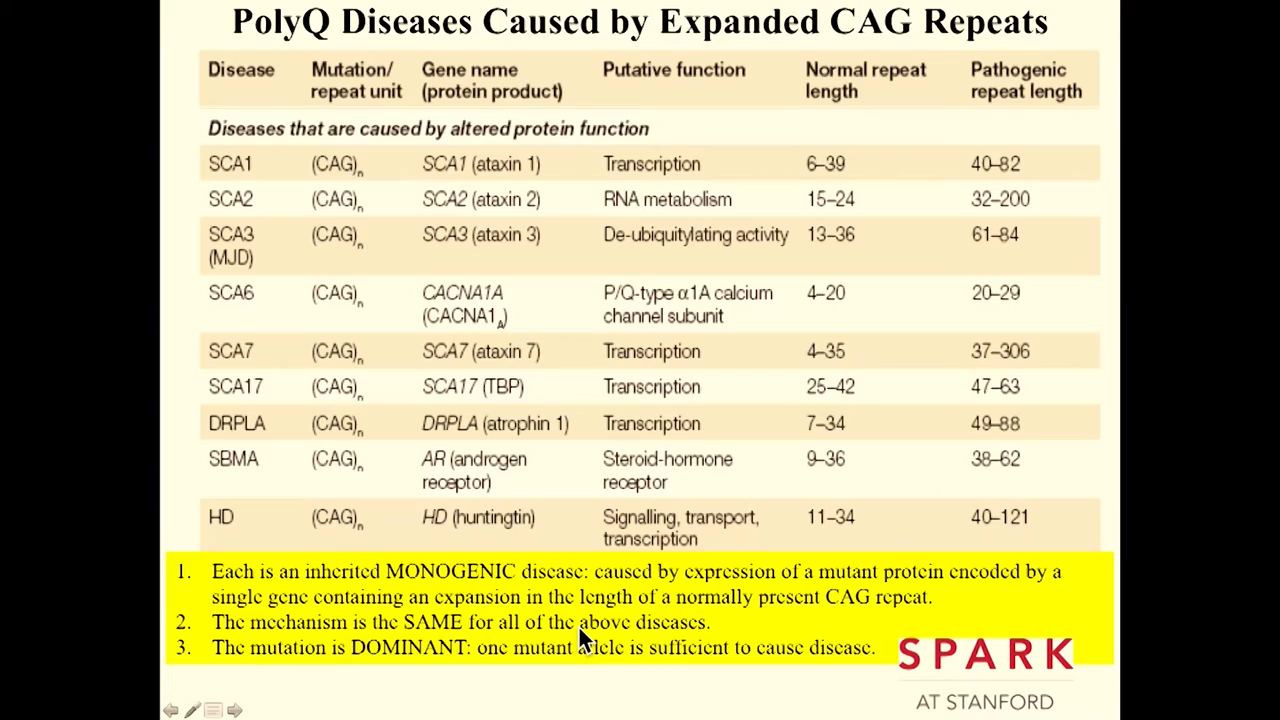 PolyQ Diseases Caused by Expanded CAG Repeats
Disease Mutation/ repeat unit Gene name (protein product) Putative function Normal repeat length Pathogenic repeat length
Diseases that are caused by altered protein function
SCA1 (CAG)n SCA1 (ataxin 1) Transcription 6–39 40–82
SCA2 (CAG)n SCA2 (ataxin 2) RNA metabolism 15–24 32–200
SCA3 (MJD) (CAG)n SCA3 (ataxin 3) De-ubiquitylating activity 13–36 61–84
SCA6 (CAG)n CACNA1A (CACNA1A) P/Q-type α1A calcium channel subunit 4–20 20–29
SCA7 (CAG)n SCA7 (ataxin 7) Transcription 4–35 37–306
SCA17 (CAG)n SCA17 (TBP) Transcription 25–42 47–63
DRPLA (CAG)n DRPLA (atrophin 1) Transcription 7–34 49–88
SBMA (CAG)n AR (androgen receptor) Steroid-hormone receptor 9–36 38–62
HD (CAG)n HD (huntingtin) Signalling, transport, transcription 11–34 40–121
1. Each is an inherited MONOGENIC disease: caused by expression of a mutant protein encoded by a
single gene containing an expansion in the length of a normally present CAG repeat.
2. The mechanism is the SAME for all of the above diseases.
3. The mutation is DOMINANT: one mutant allele is sufficient to cause disease.
SPARK
AT STANFORD